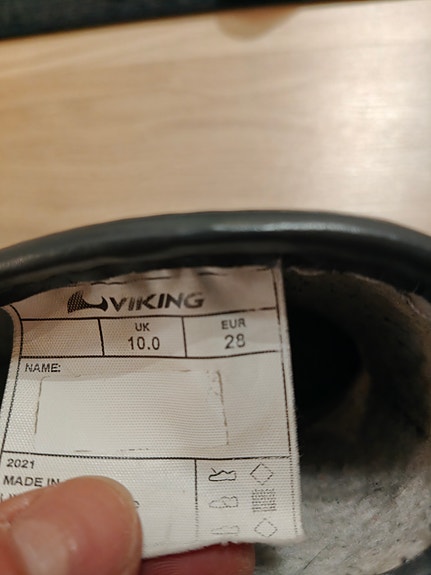 VIKING
UK EUR
10.0 28
NAME:
2021
MADE IN